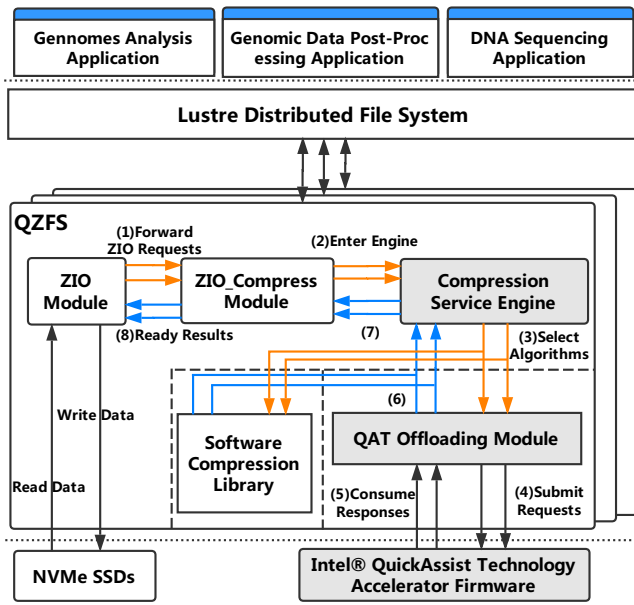 Gennomes Analysis
Application
Genomic Data Post-Proc
essing Application
DNA Sequencing
Application
Lustre Distributed File System
QZFS
(1)Forward
ZIO Requests
(2)Enter Engine
ZIO
Module
ZIO_Compress
Module
Compression
Service Engine
(8)Ready Results
(7)
(3)Select
Algorithms
(6)
Write Data
Software
Compression
Library
QAT Offloading Module
Read Data
(5)Consume
Responses
(4)Submit
Requests
NVMe SSDs
Intel® QuickAssist Technology
Accelerator Firmware